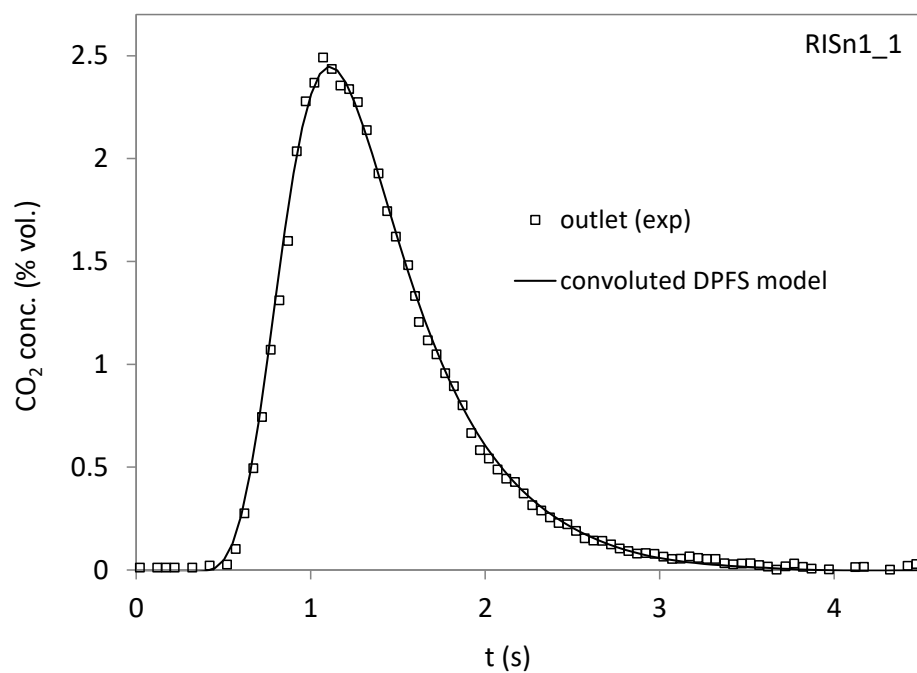 RISn1_1
2.5
2
1.5
1
0.5
0
CO2 conc. (% vol.)
outlet (exp)
convoluted DPFS model
0 1 2 3 4
t (s)